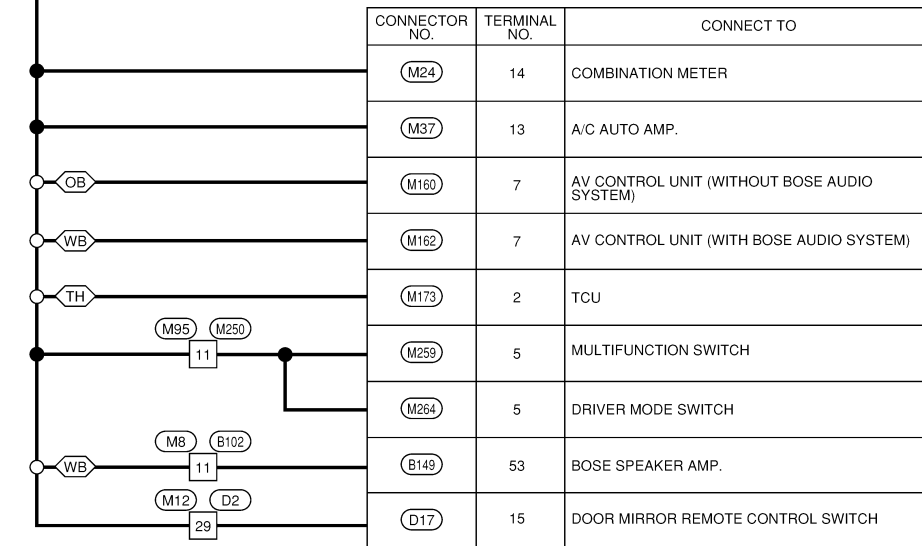 CONNECTOR NO. TERMINAL NO. CONNECT TO
M24 14 COMBINATION METER
M37 13 A/C AUTO AMP.
OB M160 7 AV CONTROL UNIT (WITHOUT BOSE AUDIO
SYSTEM)
WB M162 7 AV CONTROL UNIT (WITH BOSE AUDIO SYSTEM)
TH M173 2 TCU
M95 M250
11 M259 5 MULTIFUNCTION SWITCH
M264 5 DRIVER MODE SWITCH
M8 B102
WB 11 B149 53 BOSE SPEAKER AMP.
M12 D2
29 D17 15 DOOR MIRROR REMOTE CONTROL SWITCH